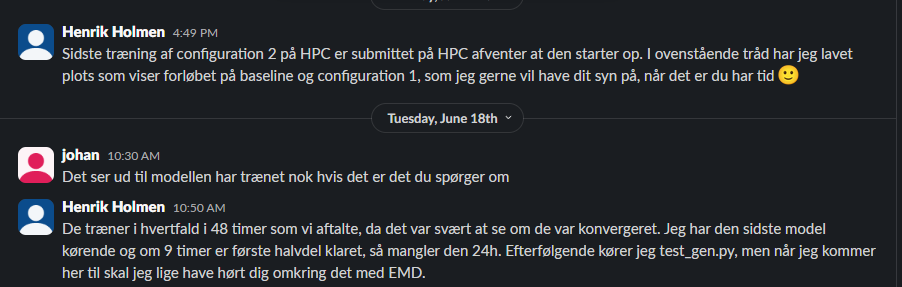 Henrik Holmen 4:49 PM
Sidste træning af configuration 2 på HPC er submittet på HPC afventer at den starter op. I ovenstående tråd har jeg lavet
plots som viser forløbet på baseline og configuration 1, som jeg gerne vil have dit syn på, når det er du har tid 🙂
Tuesday, June 18th
johan 10:30 AM
Det ser ud til modellen har trænet nok hvis det er det du spørger om
Henrik Holmen 10:50 AM
De træner i hvertfald i 48 timer som vi aftalte, da det var svært at se om de var konvergeret. Jeg har den sidste model
kørende og om 9 timer er første halvdel klaret, så mangler den 24h. Efterfølgende kører jeg test_gen.py, men når jeg kommer
her til skal jeg lige have hørt dig omkring det med EMD.